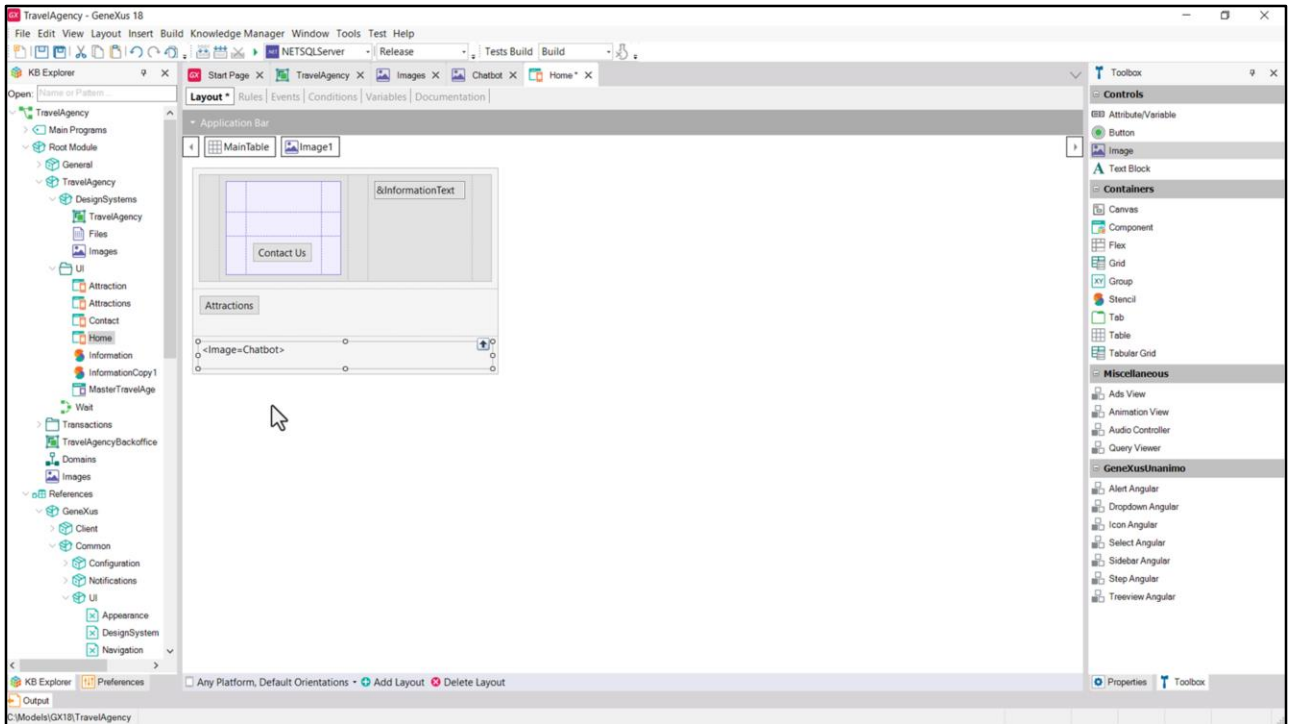 TravelAgency - GeneXus 18
File Edit View Layout Insert Build Knowledge Manager Window Tools Test Help
NETSQLServer Release Tests Build Build
KB Explorer
Open: Name or Pattern...
TravelAgency
Main Programs
Root Module
General
TravelAgency
DesignSystems
TravelAgency
Files
Images
UI
Attraction
Attractions
Contact
Home
Information
InformationCopy1
MasterTravelAge
Wait
Transactions
TravelAgencyBackoffice
Domains
Images
References
GeneXus
Client
Common
Configuration
Notifications
UI
Appearance
DesignSystem
Navigation
KB Explorer Preferences
Start Page X TravelAgency X Images X Chatbot X Home* X
Layout * Rules Events Conditions Variables Documentation
Application Bar
MainTable Image1
&InformationText
Contact Us
Attractions
<Image=Chatbot>
Any Platform, Default Orientations Add Layout Delete Layout
Toolbox
Controls
Attribute/Variable
Button
Image
Text Block
Containers
Canvas
Component
Flex
Grid
Group
Stencil
Tab
Table
Tabular Grid
Miscellaneous
Ads View
Animation View
Audio Controller
Query Viewer
GeneXusUnanimo
Alert Angular
Dropdown Angular
Icon Angular
Select Angular
Sidebar Angular
Step Angular
Treeview Angular
Properties Toolbox
Output
C:\Models\GX18\TravelAgency